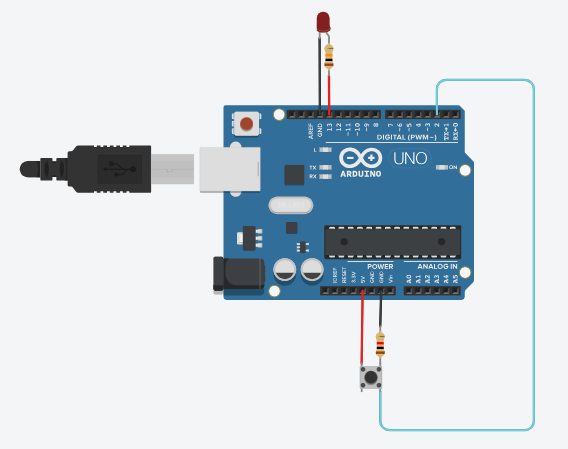 AREF
GND
13
12
~11
~10
~9
8
7
~6
~5
4
~3
2
TX→1
RX←0
DIGITAL (PWM~)
L
TX
RX
UNO
ON
ARDUINO
POWER
ANALOG IN
IOREF
RESET
3.3V
5V
GND
GND
Vin
A0
A1
A2
A3
A4
A5